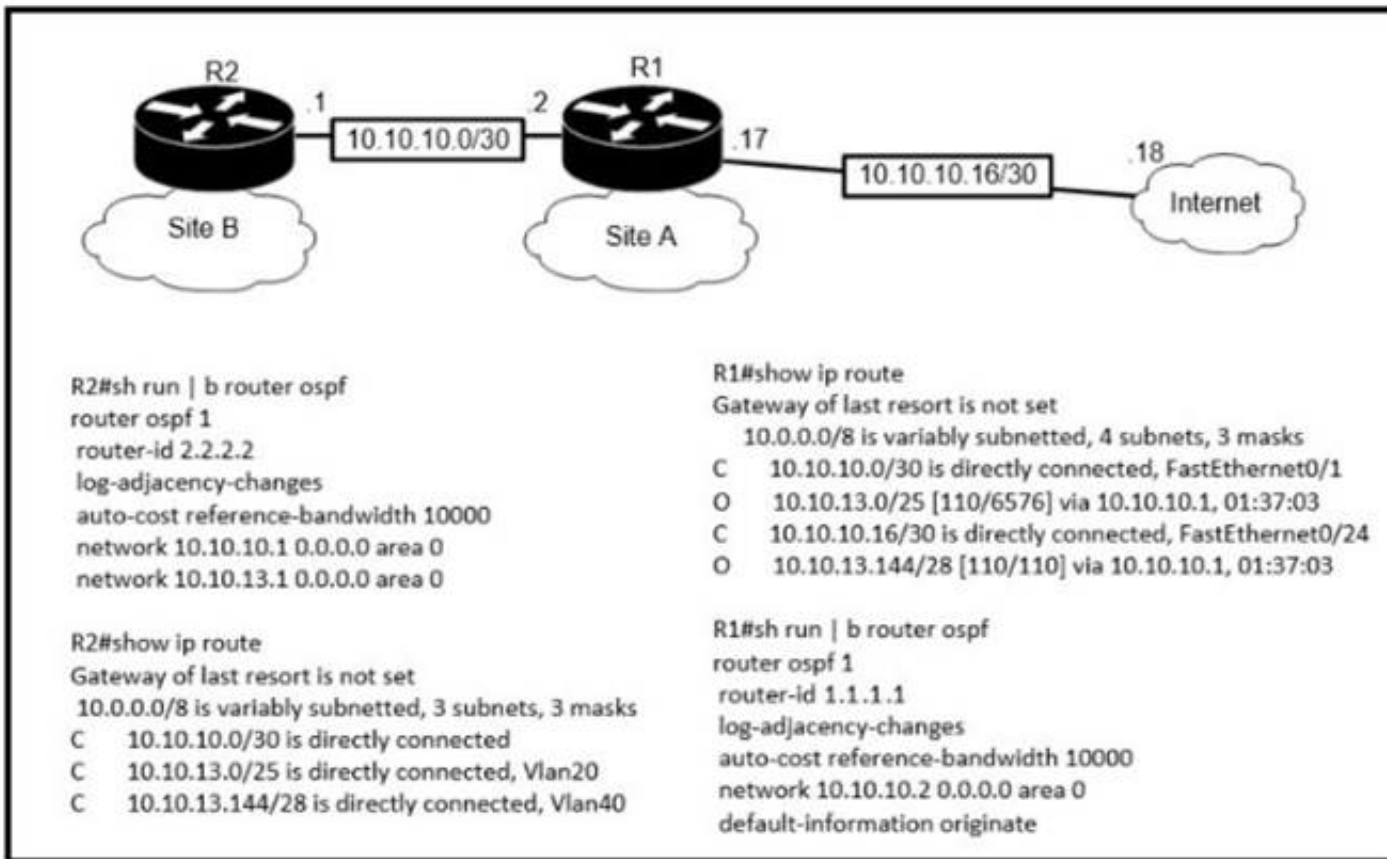 R2
R1
.1
.2
10.10.10.0/30
.17
.18
10.10.10.16/30
Internet
Site B
Site A
R2#sh run | b router ospf
router ospf 1
router-id 2.2.2.2
log-adjacency-changes
auto-cost reference-bandwidth 10000
network 10.10.10.1 0.0.0.0 area 0
network 10.10.13.1 0.0.0.0 area 0
R2#show ip route
Gateway of last resort is not set
10.0.0.0/8 is variably subnetted, 3 subnets, 3 masks
C 10.10.10.0/30 is directly connected
C 10.10.13.0/25 is directly connected, Vlan20
C 10.10.13.144/28 is directly connected, Vlan40
R1#show ip route
Gateway of last resort is not set
10.0.0.0/8 is variably subnetted, 4 subnets, 3 masks
C 10.10.10.0/30 is directly connected, FastEthernet0/1
O 10.10.13.0/25 [110/6576] via 10.10.10.1, 01:37:03
C 10.10.10.16/30 is directly connected, FastEthernet0/24
O 10.10.13.144/28 [110/110] via 10.10.10.1, 01:37:03
R1#sh run | b router ospf
router ospf 1
router-id 1.1.1.1
log-adjacency-changes
auto-cost reference-bandwidth 10000
network 10.10.10.2 0.0.0.0 area 0
default-information originate